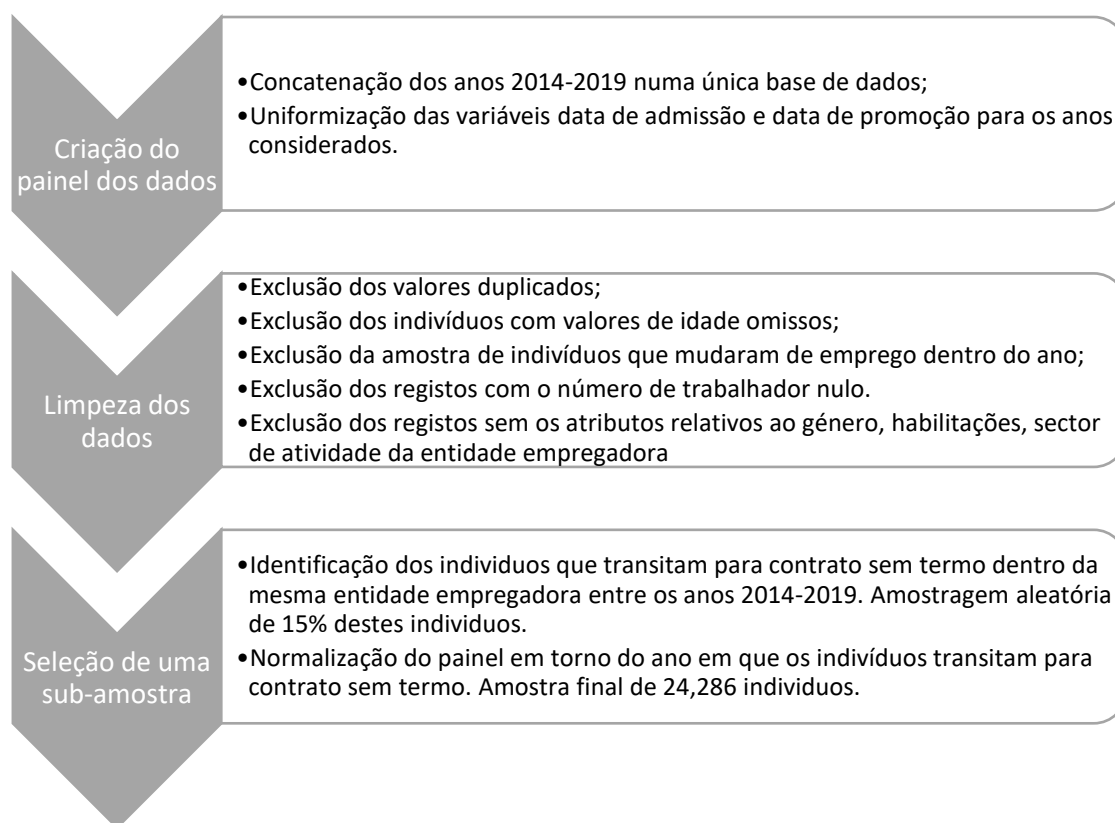 Criação do
painel dos dados
•Concatenação dos anos 2014-2019 numa única base de dados;
•Uniformização das variáveis data de admissão e data de promoção para os anos
considerados.
Limpeza dos
dados
•Exclusão dos valores duplicados;
•Exclusão dos indivíduos com valores de idade omissos;
•Exclusão da amostra de indivíduos que mudaram de emprego dentro do ano;
•Exclusão dos registos com o número de trabalhador nulo.
•Exclusão dos registos sem os atributos relativos ao género, habilitações, sector
de atividade da entidade empregadora
Seleção de uma
sub-amostra
•Identificação dos individuos que transitam para contrato sem termo dentro da
mesma entidade empregadora entre os anos 2014-2019. Amostragem aleatória
de 15% destes individuos.
•Normalização do painel em torno do ano em que os indivíduos transitam para
contrato sem termo. Amostra final de 24,286 individuos.